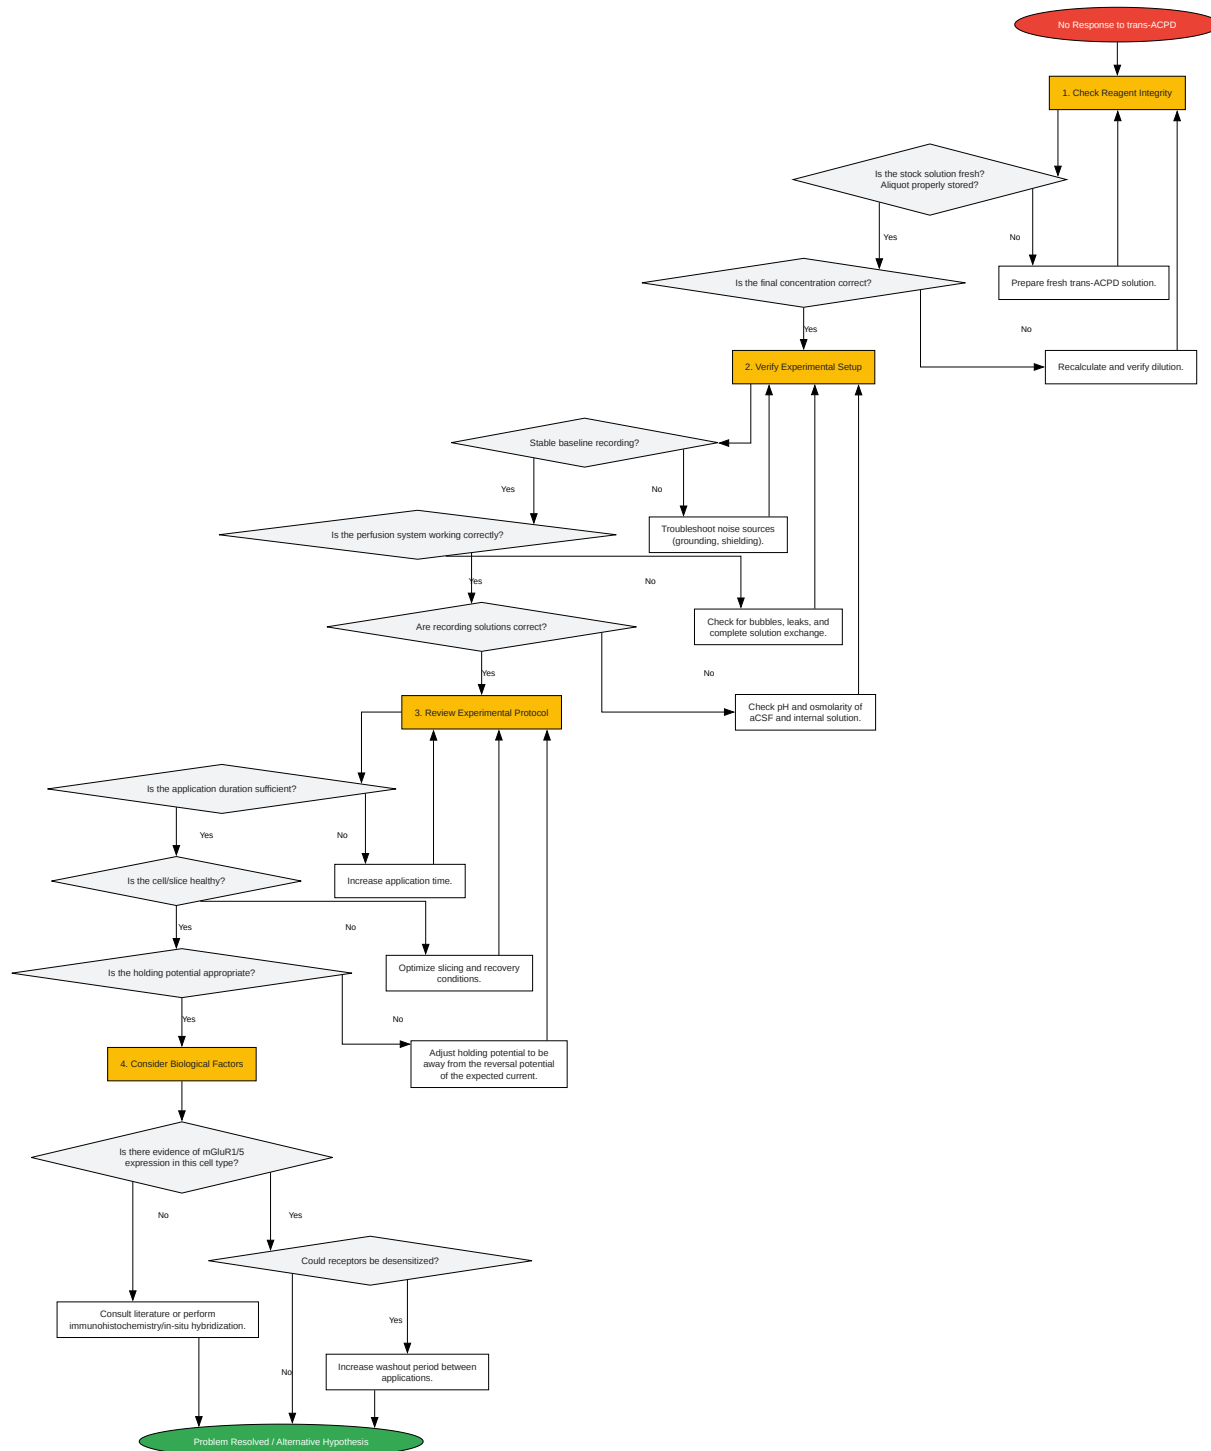 No Response to trans-ACPD
1. Check Reagent Integrity
Is the stock solution fresh?
Aliquot properly stored?
Yes
No
Is the final concentration correct?
Prepare fresh trans-ACPD solution.
Yes
No
2. Verify Experimental Setup
Recalculate and verify dilution.
Stable baseline recording?
Yes
No
Is the perfusion system working correctly?
Troubleshoot noise sources
(grounding, shielding).
Yes
No
Are recording solutions correct?
Check for bubbles, leaks, and
complete solution exchange.
Yes
No
3. Review Experimental Protocol
Check pH and osmolarity of
aCSF and internal solution.
Is the application duration sufficient?
Yes
No
Is the cell/slice healthy?
Increase application time.
Yes
No
Is the holding potential appropriate?
Optimize slicing and recovery
conditions.
Yes
No
4. Consider Biological Factors
Adjust holding potential to be
away from the reversal potential
of the expected current.
Is there evidence of mGluR1/5
expression in this cell type?
No
Yes
Could receptors be desensitized?
Consult literature or perform
immunohistochemistry/in-situ hybridization.
Yes
No
Increase washout period between
applications.
Problem Resolved / Alternative Hypothesis